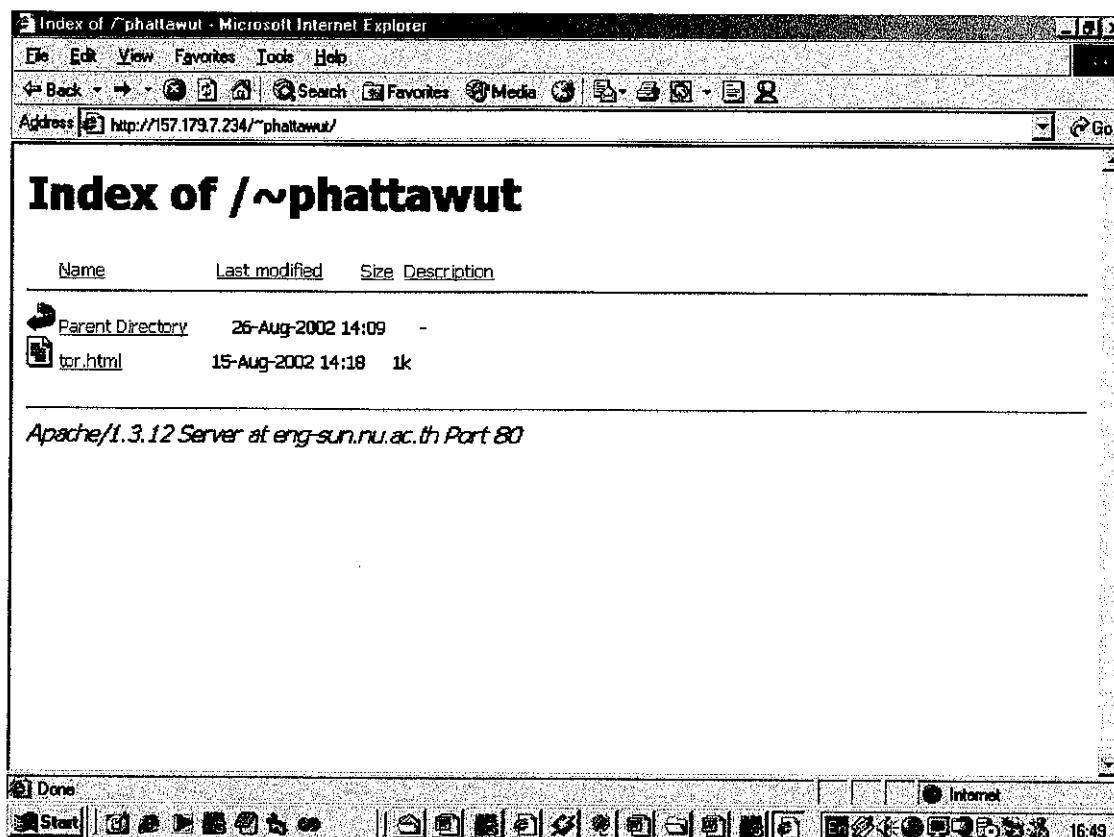 Index of /~phattawut - Microsoft Internet Explorer
File Edit View Favorites Tools Help
Back Search Favorites Media
Address http://157.179.7.234/~phattawut/ Go
Index of /~phattawut
Name Last modified Size Description
Parent Directory 26-Aug-2002 14:09 -
tor.html 15-Aug-2002 14:18 1k
Apache/1.3.12 Server at eng-sun.nu.ac.th Port 80
Done Internet
Start 16:49